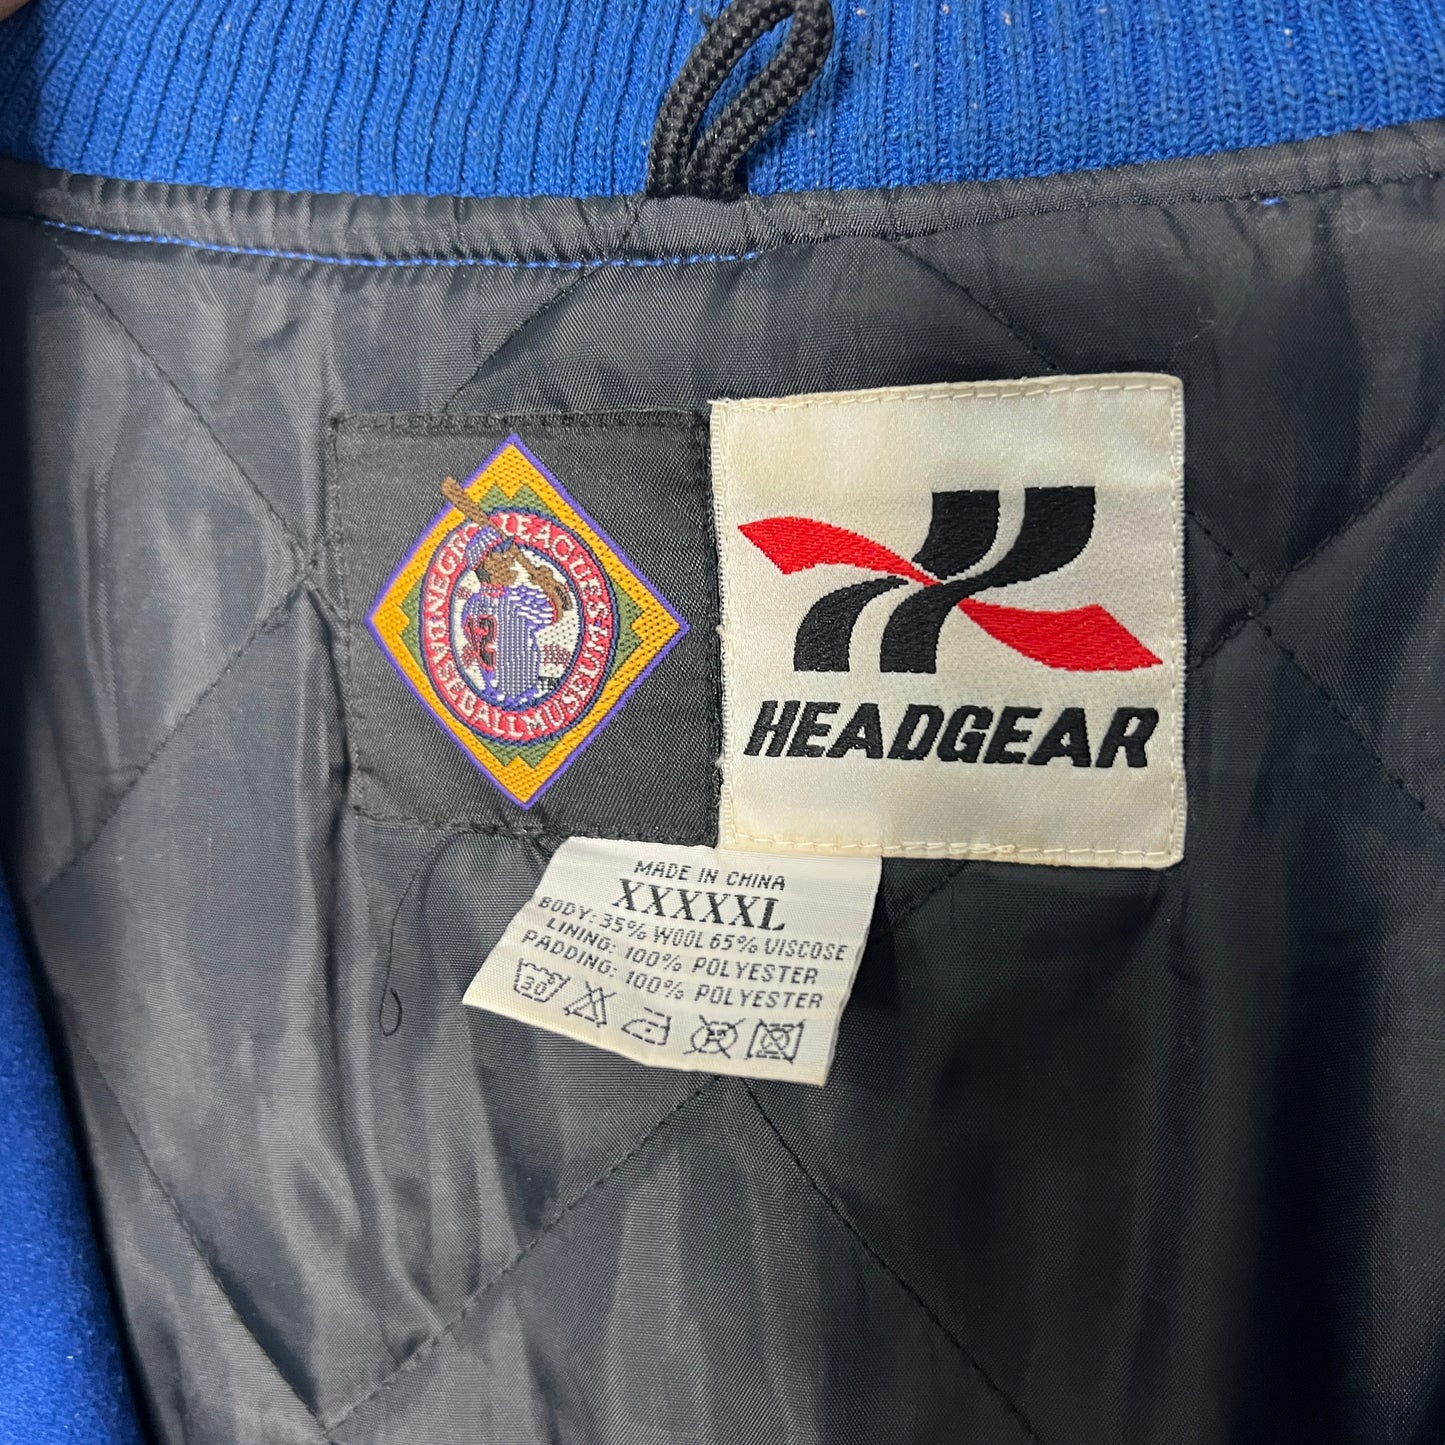 NEGRO LEAGUES
BASEBALL MUSEUM
HEADGEAR
MADE IN CHINA
XXXXXL
BODY: 35% WOOL 65% VISCOSE
LINING: 100% POLYESTER
PADDING: 100% POLYESTER
30